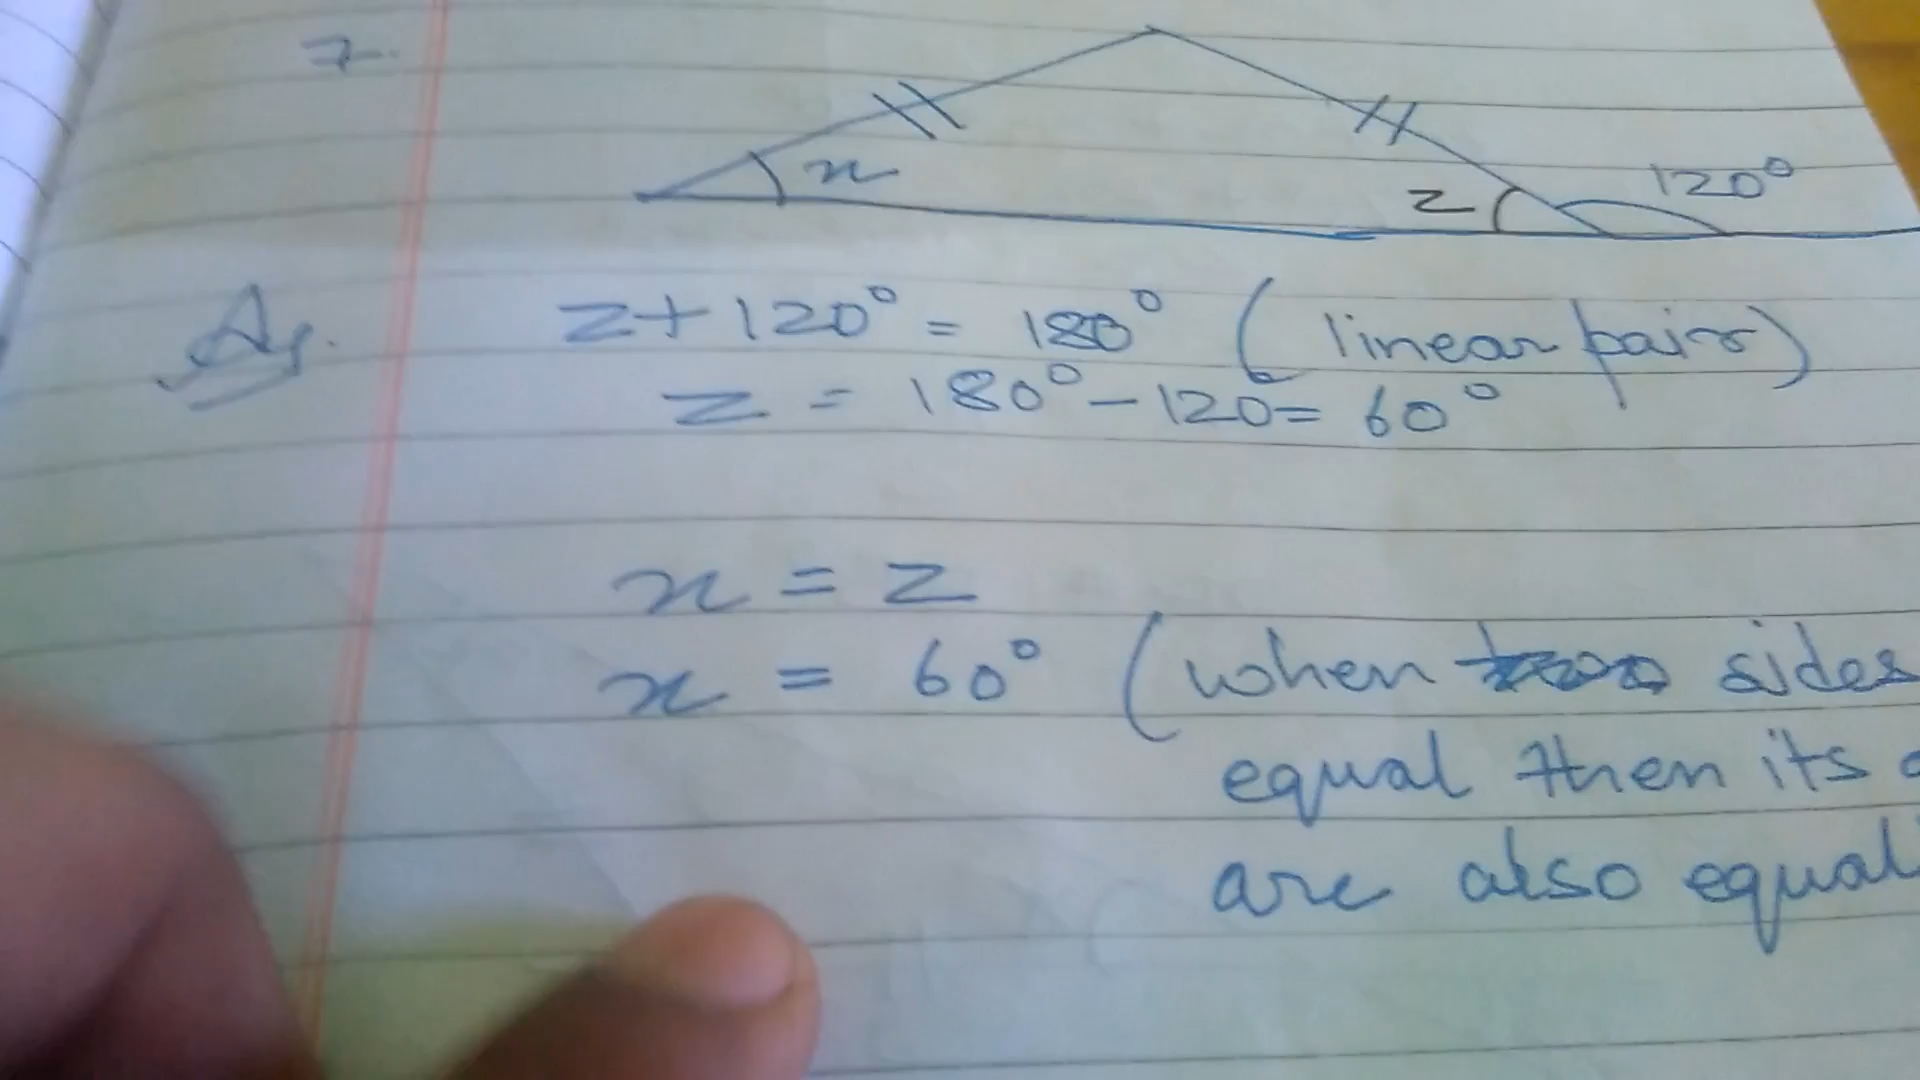 7.
x
z
120°
Ans.
z+120° = 180° (linear pair)
z = 180°-120= 60°
x = z
x = 60° (when sides
equal then its
are also equal